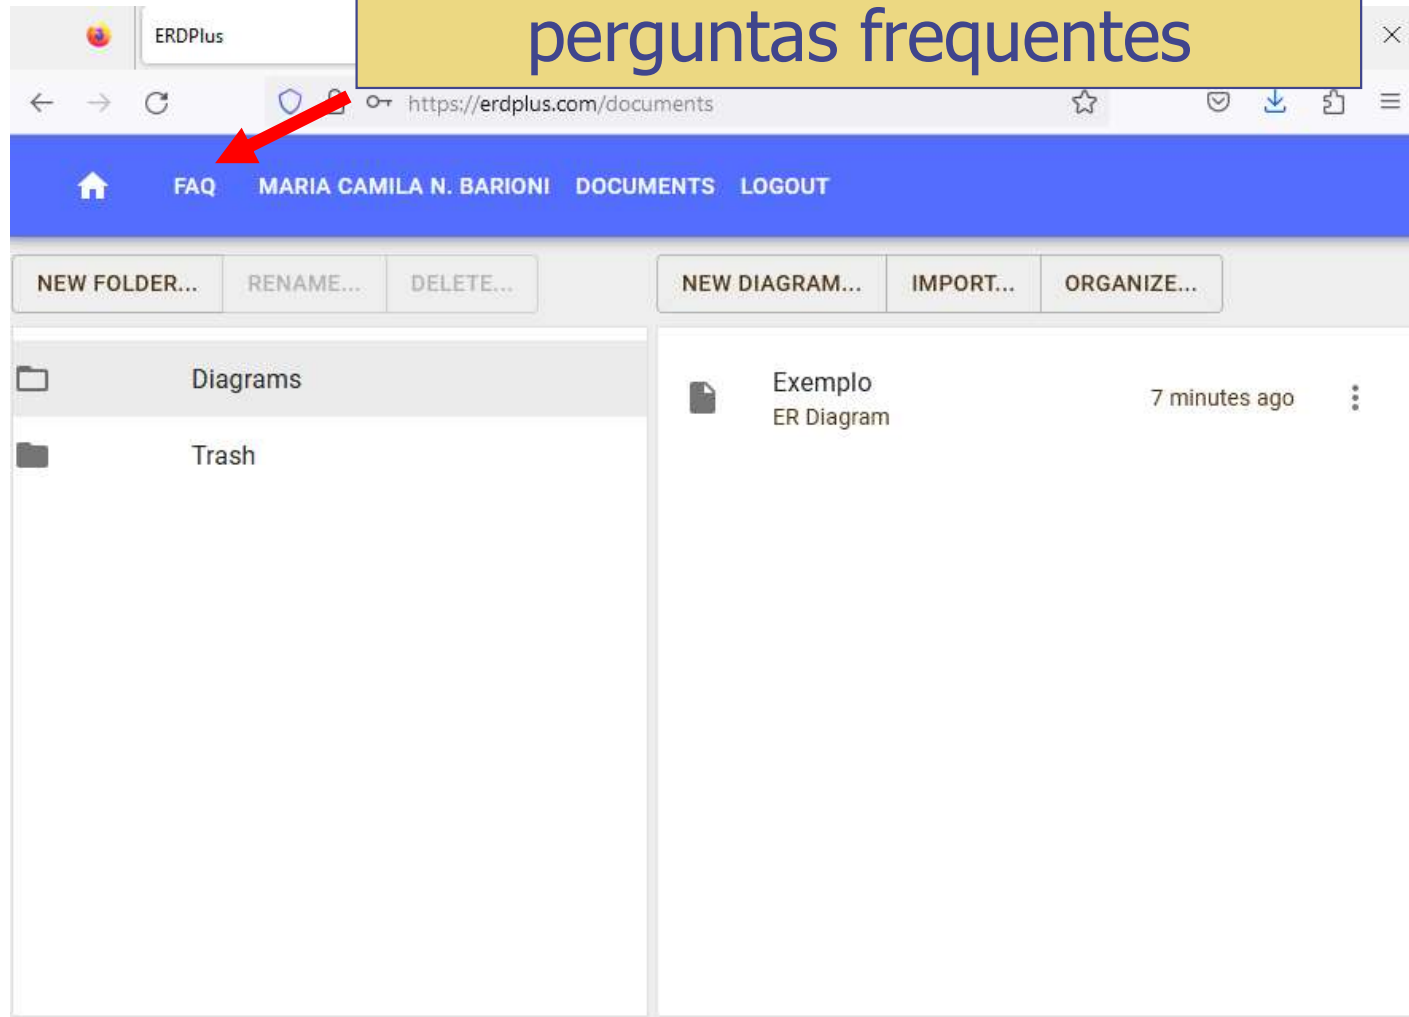 perguntas frequentes
ERDPlus
https://erdplus.com/documents
FAQ MARIA CAMILA N. BARIONI DOCUMENTS LOGOUT
NEW FOLDER... RENAME... DELETE... NEW DIAGRAM... IMPORT... ORGANIZE...
Diagrams
Trash
Exemplo
ER Diagram
7 minutes ago